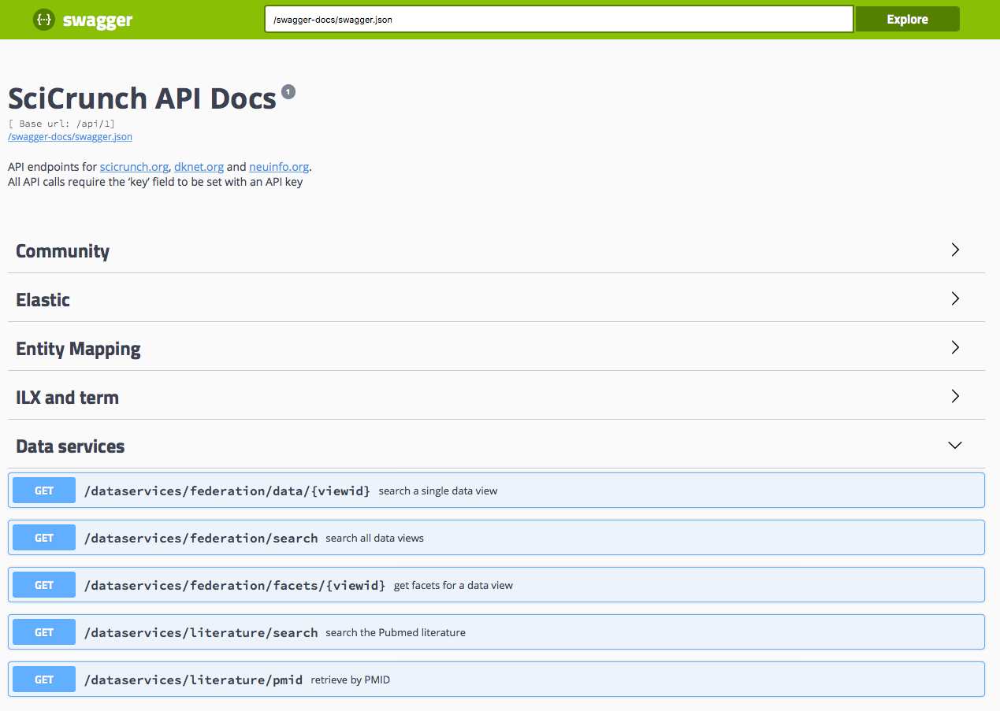 {···} swagger /swagger-docs/swagger.json Explore
SciCrunch API Docs 1
[ Base url: /api/1]
/swagger-docs/swagger.json
API endpoints for scicrunch.org, dknet.org and neuinfo.org.
All API calls require the ‘key’ field to be set with an API key
Community
Elastic
Entity Mapping
ILX and term
Data services
GET /dataservices/federation/data/{viewid} search a single data view
GET /dataservices/federation/search search all data views
GET /dataservices/federation/facets/{viewid} get facets for a data view
GET /dataservices/literature/search search the Pubmed literature
GET /dataservices/literature/pmid retrieve by PMID